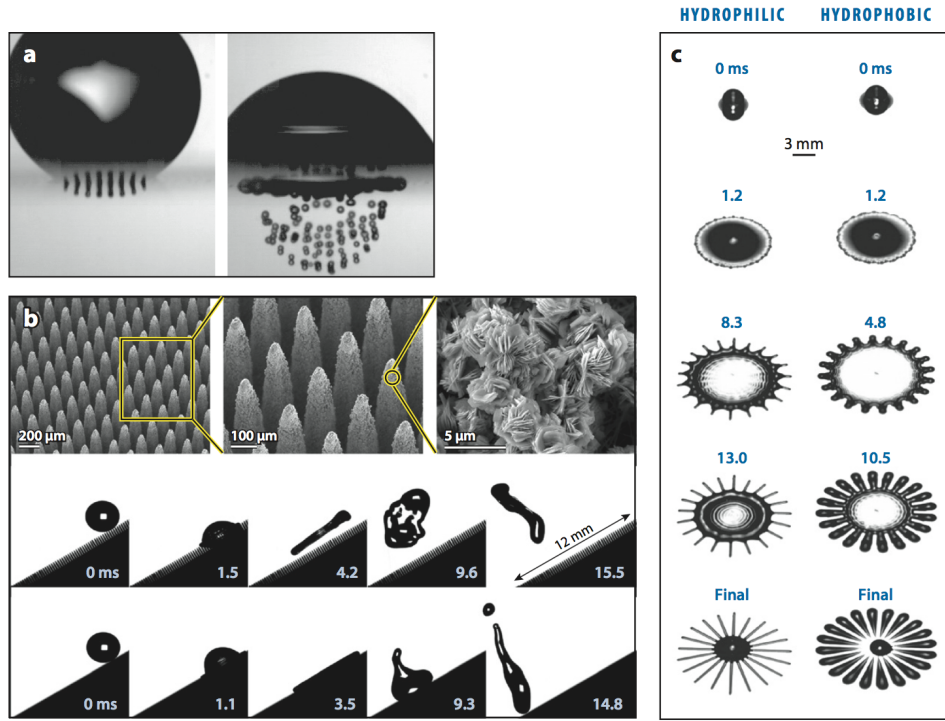 HYDROPHILIC HYDROPHOBIC
a
b
200 µm
100 µm
5 µm
0 ms
1.5
4.2
9.6
12 mm
15.5
0 ms
1.1
3.5
9.3
14.8
c
0 ms 0 ms
3 mm
1.2 1.2
8.3 4.8
13.0 10.5
Final Final